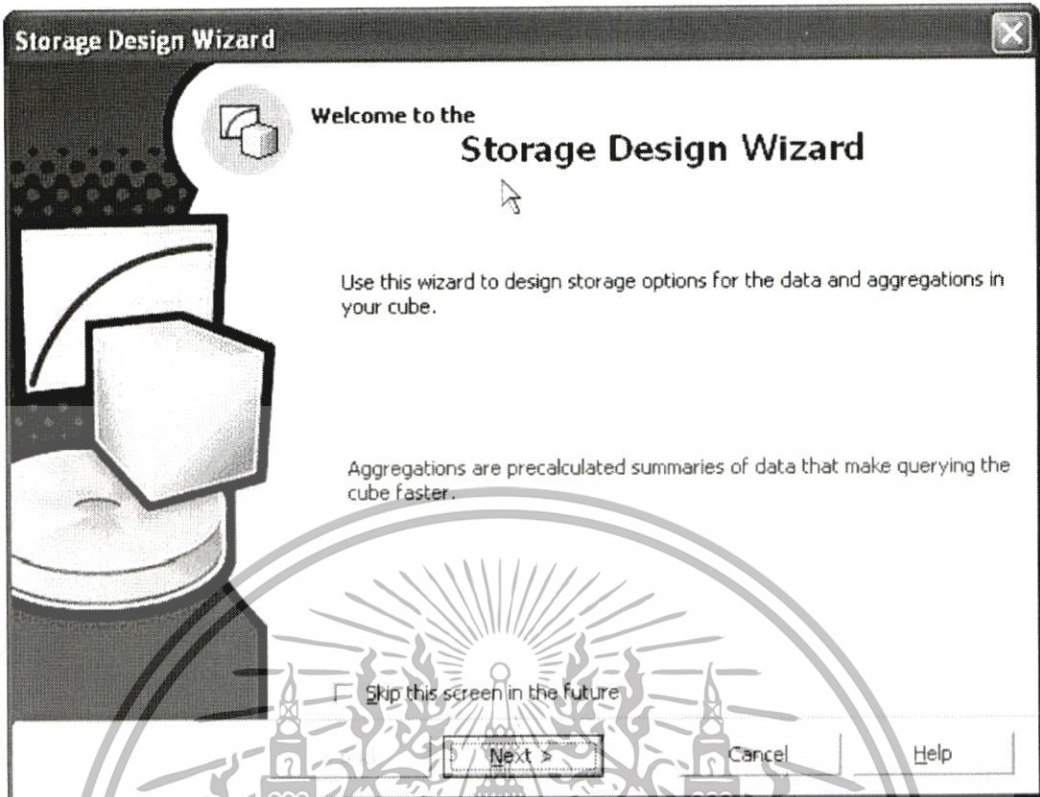 Storage Design Wizard
Welcome to the
Storage Design Wizard
Use this wizard to design storage options for the data and aggregations in
your cube.
Aggregations are precalculated summaries of data that make querying the
cube faster.
Skip this screen in the future
Next > Cancel Help